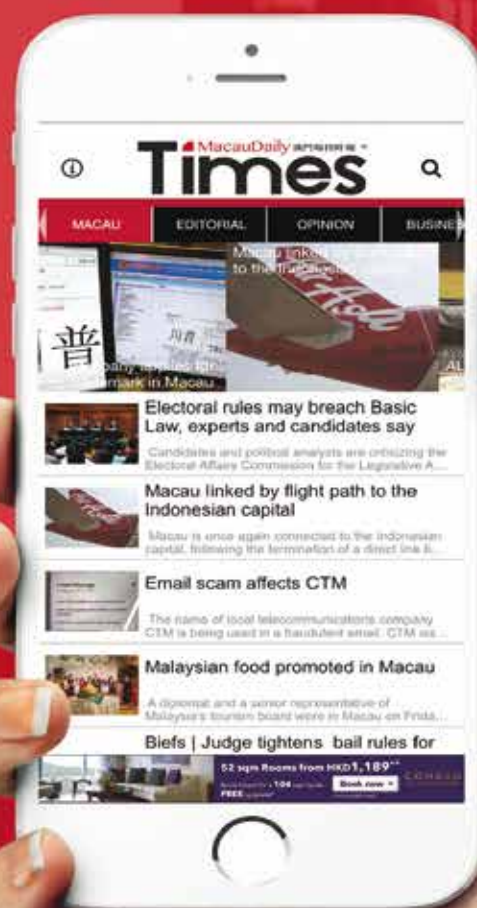 MacauDaily 澳門每日時報
Times
MACAU
EDITORIAL
OPINION
BUSINE
Macau linked
to the
普
AirAsia
mark in Macau
Electoral rules may breach Basic
Law, experts and candidates say
Candidates and political analysts are criticizing the
Electoral Affairs Commission for the Legislative A...
Macau linked by flight path to the
Indonesian capital
Macau is once again connected to the Indonesian
capital, following the termination of a direct link b...
Email scam affects CTM
The name of local telecommunications company
CTM is being used in a fraudulent email. CTM was...
Malaysian food promoted in Macau
A diplomat and a senior representative of
Malaysia's tourism board were in Macau on Frida...
Biefs | Judge tightens bail rules for
52 sqm Rooms from HKD1,189++
FREE
Book now
CONRAD